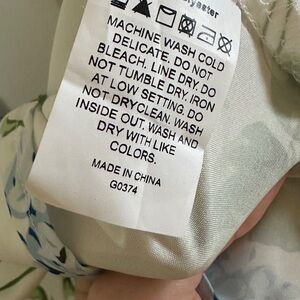 MACHINE WASH COLD
DELICATE. DO NOT
BLEACH. LINE DRY. DO
NOT TUMBLE DRY. IRON
AT LOW SETTING. DO
NOT DRYCLEAN. WASH
INSIDE OUT. WASH AND
DRY WITH LIKE
COLORS.
MADE IN CHINA
G0374